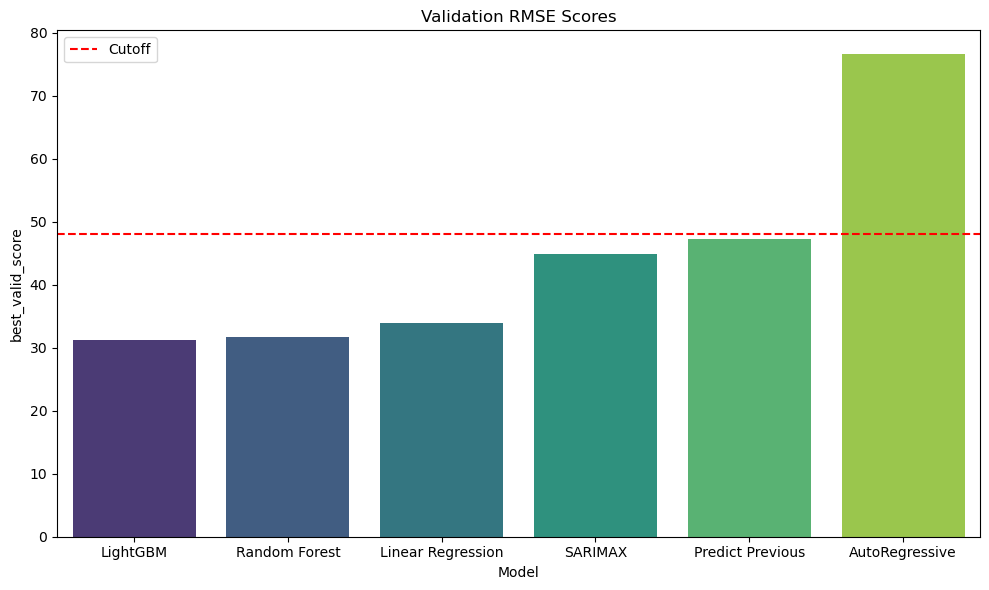 Validation RMSE Scores
Cutoff
best_valid_score
80
70
60
50
40
30
20
10
0
LightGBM Random Forest Linear Regression SARIMAX Predict Previous AutoRegressive
Model